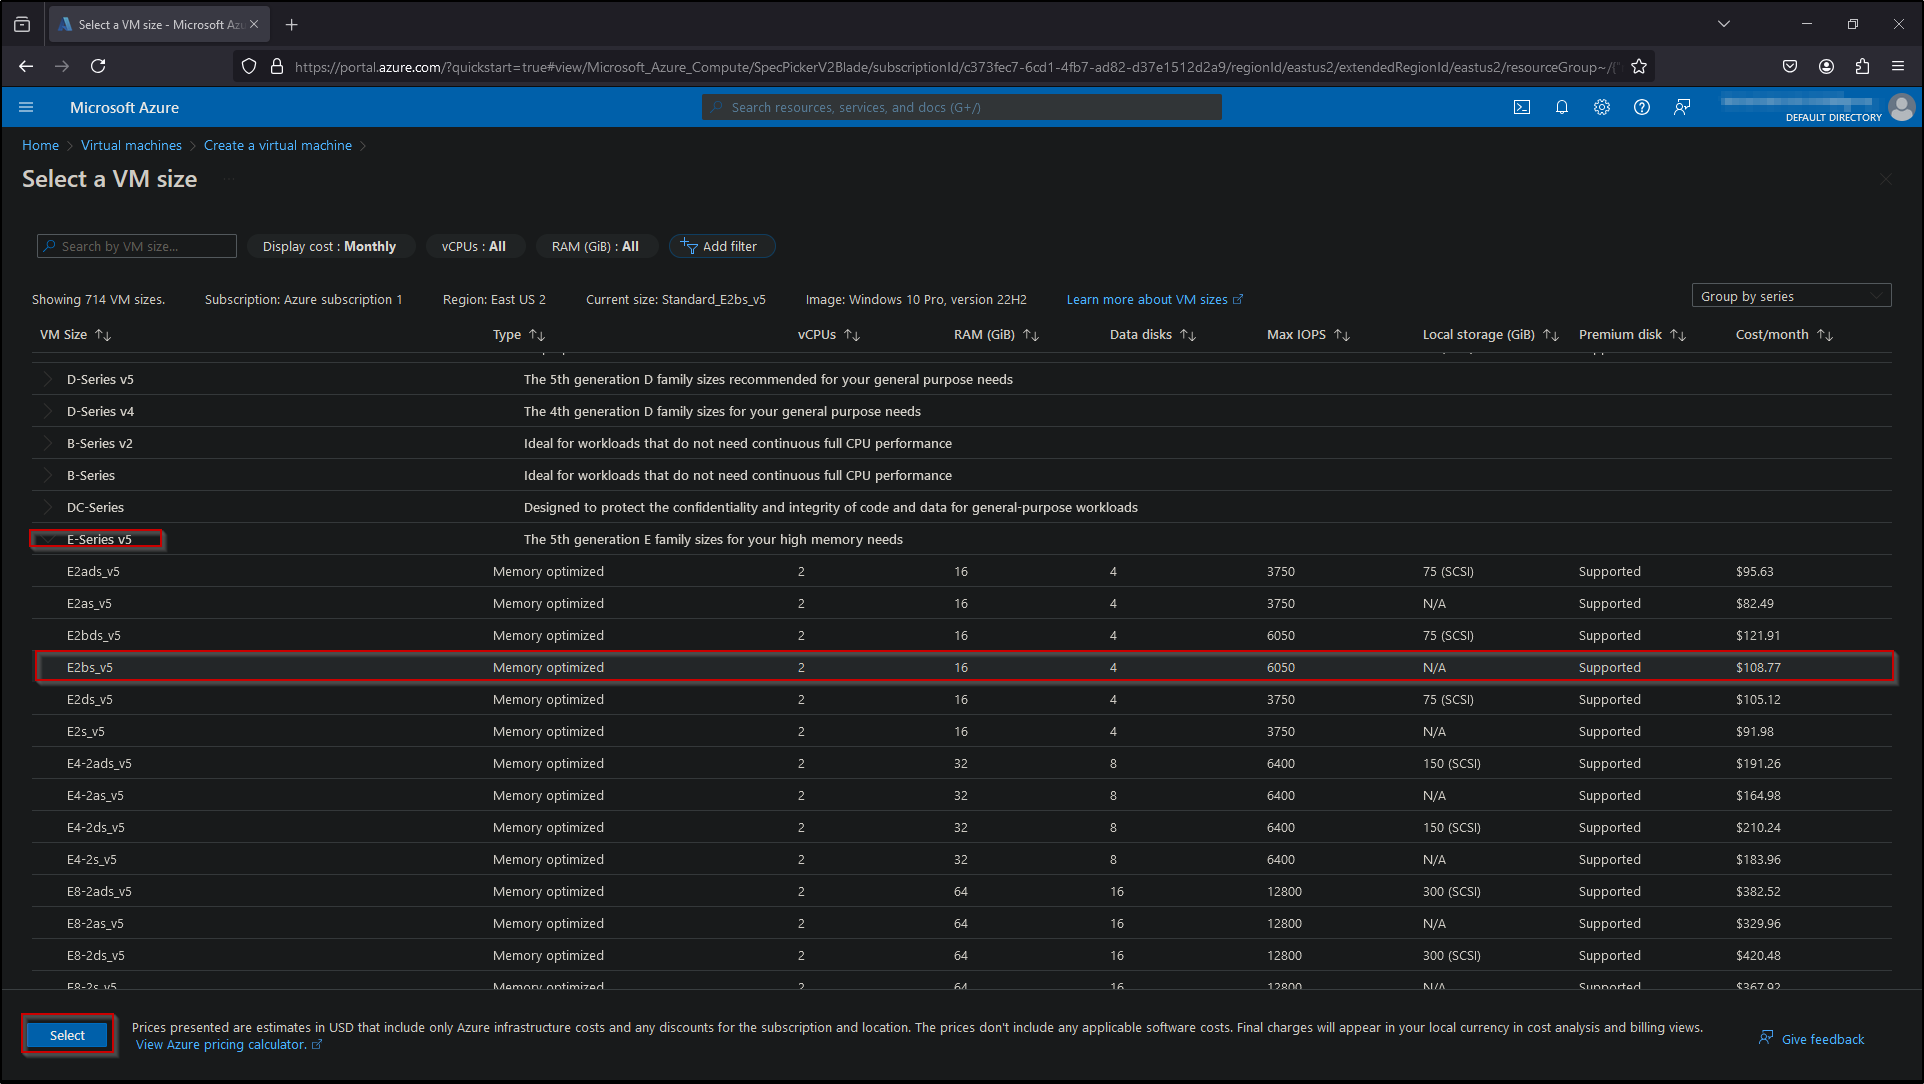 Select a VM size - Microsoft Azu
https://portal.azure.com/?quickstart=true#view/Microsoft_Azure_Compute/SpecPickerV2Blade/subscriptionId/c373fec7-6cd1-4fb7-ad82-d37e1512d2a9/regionId/eastus2/extendedRegionId/eastus2/resourceGroup~/{"
Microsoft Azure
Search resources, services, and docs (G+/)
DEFAULT DIRECTORY
Home > Virtual machines > Create a virtual machine >
Select a VM size ...
Search by VM size... Display cost : Monthly vCPUs : All RAM (GiB) : All Add filter
Showing 714 VM sizes. Subscription: Azure subscription 1 Region: East US 2 Current size: Standard_E2bs_v5 Image: Windows 10 Pro, version 22H2 Learn more about VM sizes Group by series
VM Size Type vCPUs RAM (GiB) Data disks Max IOPS Local storage (GiB) Premium disk Cost/month
D-Series v5 The 5th generation D family sizes recommended for your general purpose needs
D-Series v4 The 4th generation D family sizes for your general purpose needs
B-Series v2 Ideal for workloads that do not need continuous full CPU performance
B-Series Ideal for workloads that do not need continuous full CPU performance
DC-Series Designed to protect the confidentiality and integrity of code and data for general-purpose workloads
E-Series v5 The 5th generation E family sizes for your high memory needs
E2ads_v5 Memory optimized 2 16 4 3750 75 (SCSI) Supported $95.63
E2as_v5 Memory optimized 2 16 4 3750 N/A Supported $82.49
E2bds_v5 Memory optimized 2 16 4 6050 75 (SCSI) Supported $121.91
E2bs_v5 Memory optimized 2 16 4 6050 N/A Supported $108.77
E2ds_v5 Memory optimized 2 16 4 3750 75 (SCSI) Supported $105.12
E2s_v5 Memory optimized 2 16 4 3750 N/A Supported $91.98
E4-2ads_v5 Memory optimized 2 32 8 6400 150 (SCSI) Supported $191.26
E4-2as_v5 Memory optimized 2 32 8 6400 N/A Supported $164.98
E4-2ds_v5 Memory optimized 2 32 8 6400 150 (SCSI) Supported $210.24
E4-2s_v5 Memory optimized 2 32 8 6400 N/A Supported $183.96
E8-2ads_v5 Memory optimized 2 64 16 12800 300 (SCSI) Supported $382.52
E8-2as_v5 Memory optimized 2 64 16 12800 N/A Supported $329.96
E8-2ds_v5 Memory optimized 2 64 16 12800 300 (SCSI) Supported $420.48
E8-2s_v5 Memory optimized 2 64 16 12800 N/A Supported $367.92
Select
Prices presented are estimates in USD that include only Azure infrastructure costs and any discounts for the subscription and location. The prices don't include any applicable software costs. Final charges will appear in your local currency in cost analysis and billing views.
View Azure pricing calculator.
Give feedback